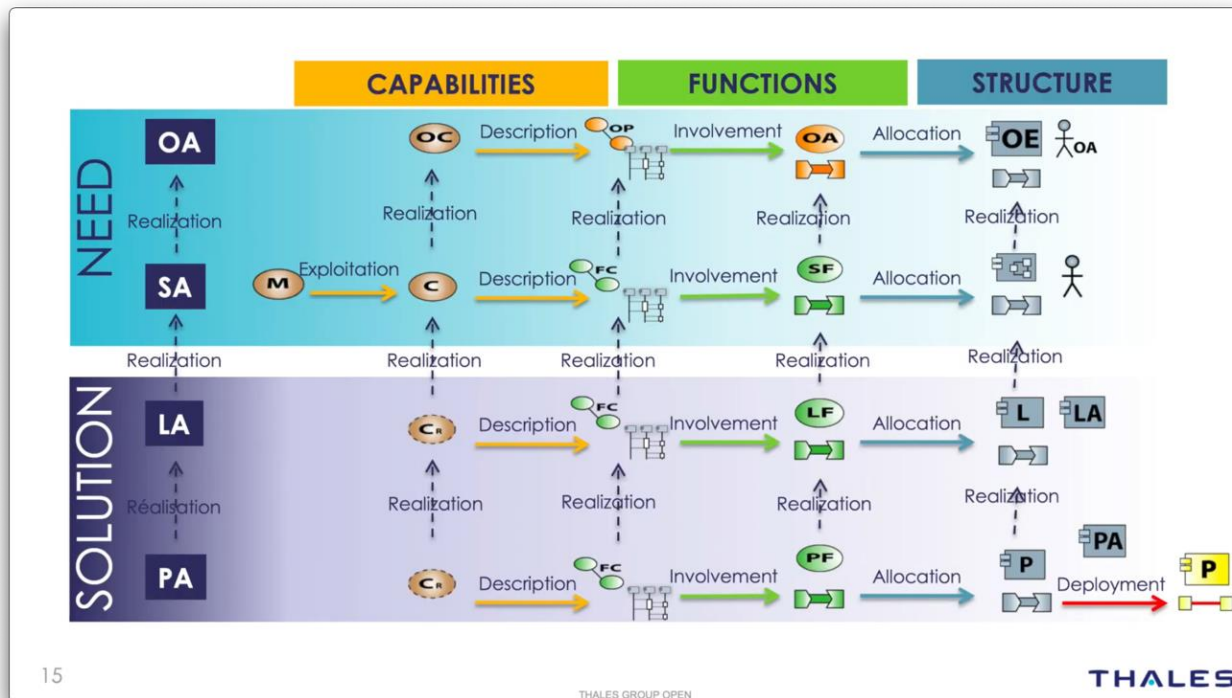 CAPABILITIES FUNCTIONS STRUCTURE
NEED
OA OC Description OP Involvement OA Allocation OE OA
Realization Realization Realization Realization Realization
SA M Exploitation C Description FC Involvement SF Allocation
Realization Realization Realization Realization Realization
SOLUTION
LA CR Description FC Involvement LF Allocation L LA
Réalisation Realization Realization Realization Realization
PA CR Description FC Involvement PF Allocation P PA Deployment P
15
THALES GROUP OPEN
THALES